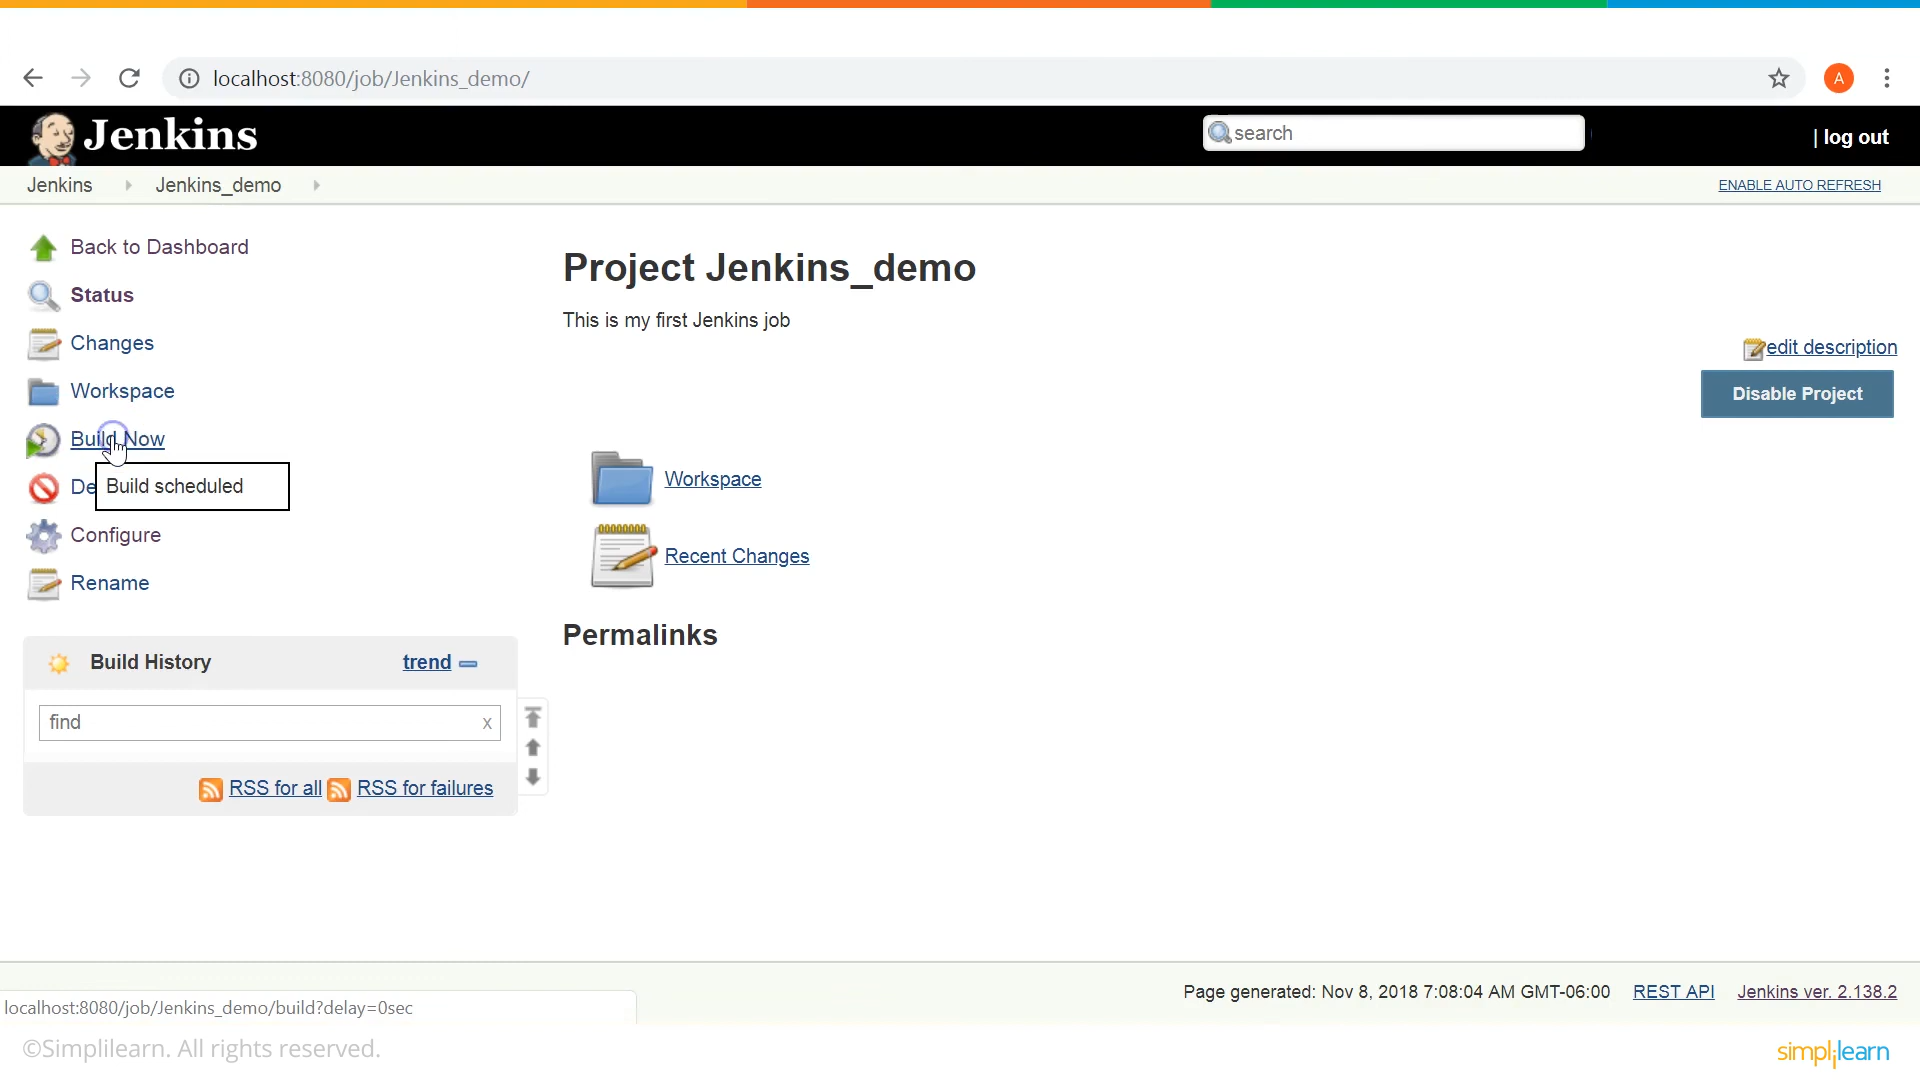 localhost:8080/job/Jenkins_demo/
A
Jenkins
search
| log out
Jenkins
Jenkins_demo
ENABLE AUTO REFRESH
Back to Dashboard
Status
Changes
Workspace
Build Now
De
Build scheduled
Configure
Rename
Project Jenkins_demo
This is my first Jenkins job
edit description
Disable Project
Workspace
Recent Changes
Permalinks
Build History
trend
find
x
RSS for all
RSS for failures
Page generated: Nov 8, 2018 7:08:04 AM GMT-06:00
REST API
Jenkins ver. 2.138.2
localhost:8080/job/Jenkins_demo/build?delay=0sec
©Simplilearn. All rights reserved.
simplilearn